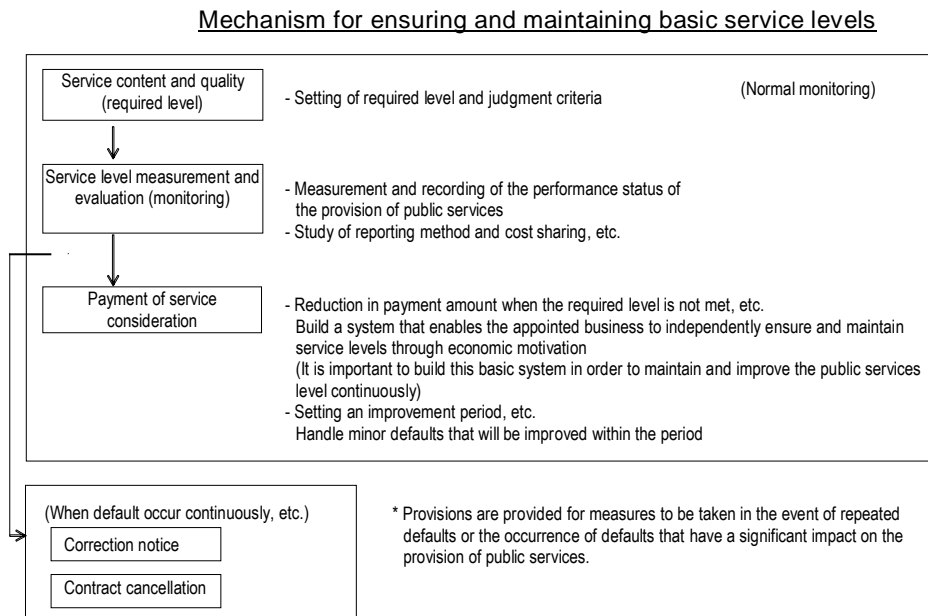 Mechanism for ensuring and maintaining basic service levels
Service content and quality
(required level)
- Setting of required level and judgment criteria
(Normal monitoring)
Service level measurement and
evaluation (monitoring)
- Measurement and recording of the performance status of
the provision of public services
- Study of reporting method and cost sharing, etc.
Payment of service
consideration
- Reduction in payment amount when the required level is not met, etc.
Build a system that enables the appointed business to independently ensure and maintain
service levels through economic motivation
(It is important to build this basic system in order to maintain and improve the public services
level continuously)
- Setting an improvement period, etc.
Handle minor defaults that will be improved within the period
(When default occur continuously, etc.)
Correction notice
Contract cancellation
* Provisions are provided for measures to be taken in the event of repeated
defaults or the occurrence of defaults that have a significant impact on the
provision of public services.